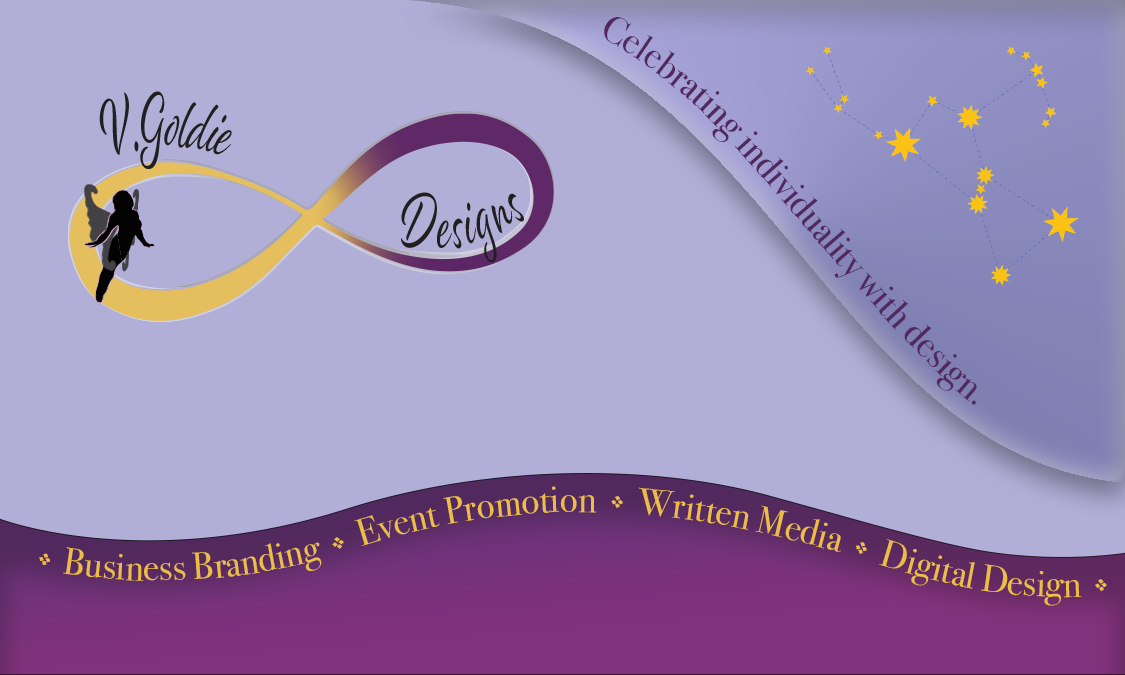 V.Goldie
Designs
Celebrating individuality with design.
Business Branding Event Promotion Written Media Digital Design